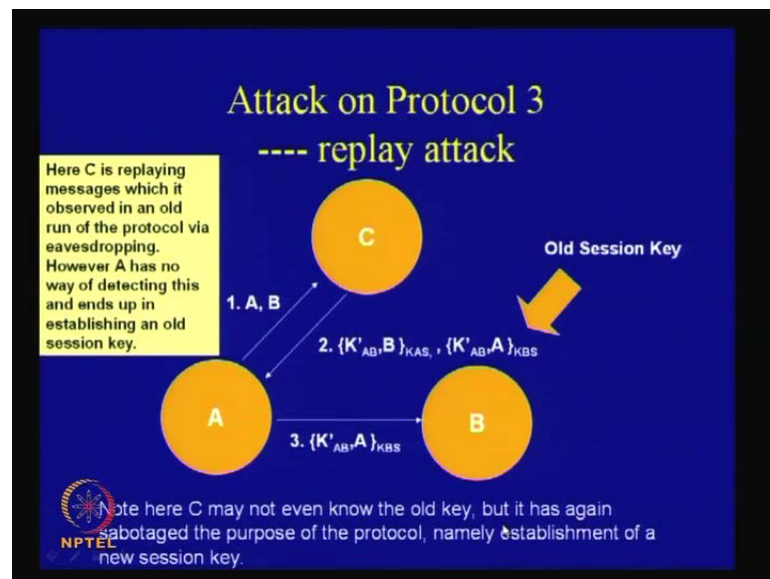 Attack on Protocol 3
---- replay attack
Here C is replaying
messages which it
observed in an old
run of the protocol via
eavesdropping.
However A has no
way of detecting this
and ends up in
establishing an old
session key.
C
Old Session Key
1. A, B
2. {K'AB,B}KAS, , {K'AB,A}KBS
A
B
3. {K'AB,A}KBS
Note here C may not even know the old key, but it has again
sabotaged the purpose of the protocol, namely establishment of a
new session key.
NPTEL